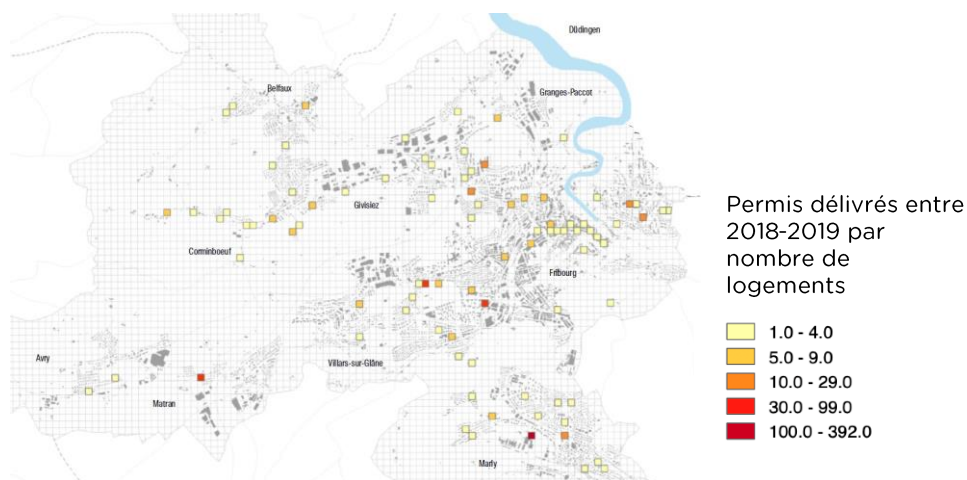 Düdingen
Belfaux
Granges-Paccot
Givisiez
Corminboeuf
Fribourg
Avry
Villars-sur-Glâne
Matran
Marly
Permis délivrés entre
2018-2019 par
nombre de
logements
1.0 - 4.0
5.0 - 9.0
10.0 - 29.0
30.0 - 99.0
100.0 - 392.0